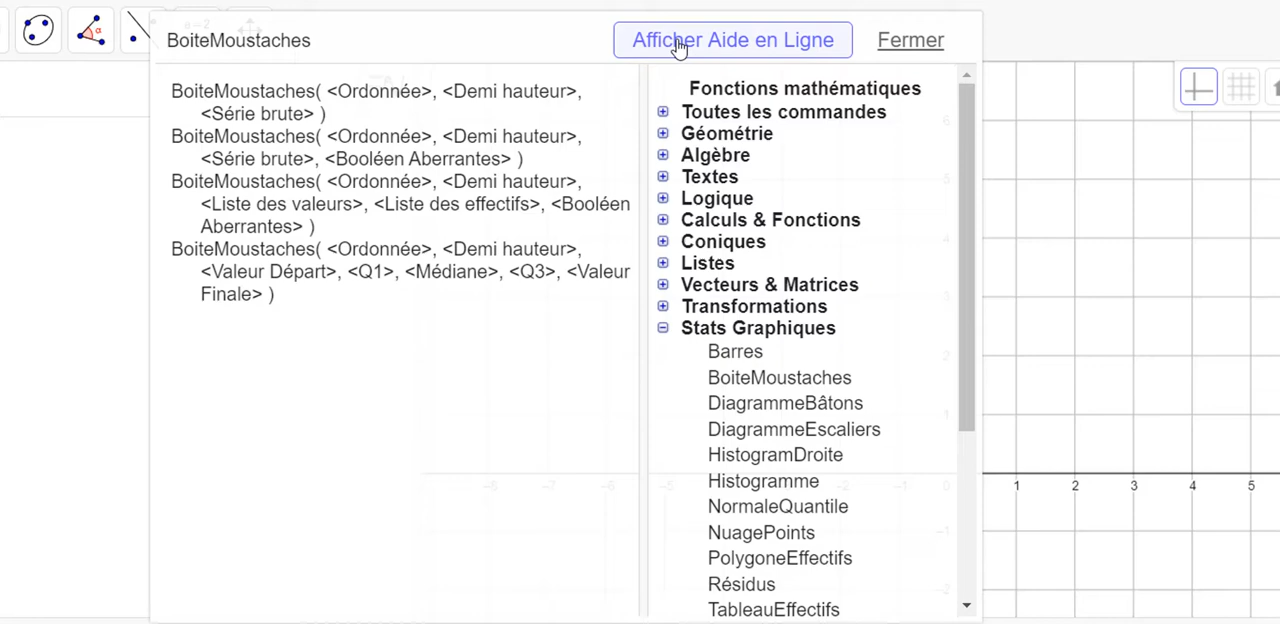 BoiteMoustaches
Afficher Aide en Ligne
Fermer
BoiteMoustaches( <Ordonnée>, <Demi hauteur>,
<Série brute> )
BoiteMoustaches( <Ordonnée>, <Demi hauteur>,
<Série brute>, <Booléen Aberrantes> )
BoiteMoustaches( <Ordonnée>, <Demi hauteur>,
<Liste des valeurs>, <Liste des effectifs>, <Booléen
Aberrantes> )
BoiteMoustaches( <Ordonnée>, <Demi hauteur>,
<Valeur Départ>, <Q1>, <Médiane>, <Q3>, <Valeur
Finale> )
Fonctions mathématiques
Toutes les commandes
Géométrie
Algèbre
Textes
Logique
Calculs & Fonctions
Coniques
Listes
Vecteurs & Matrices
Transformations
Stats Graphiques
Barres
BoiteMoustaches
DiagrammeBâtons
DiagrammeEscaliers
HistogramDroite
Histogramme
NormaleQuantile
NuagePoints
PolygoneEffectifs
Résidus
TableauEffectifs
1 2 3 4 5